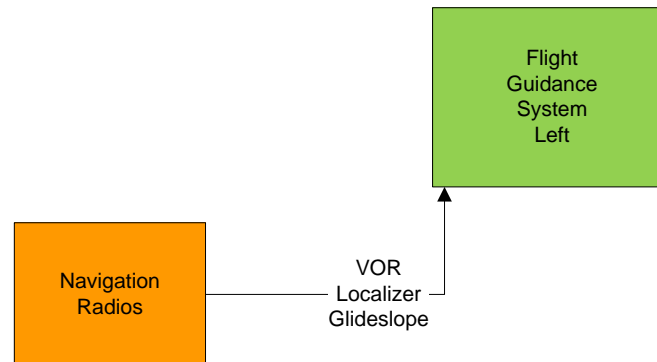 Flight
Guidance
System
Left
Navigation
Radios
VOR
Localizer
Glideslope